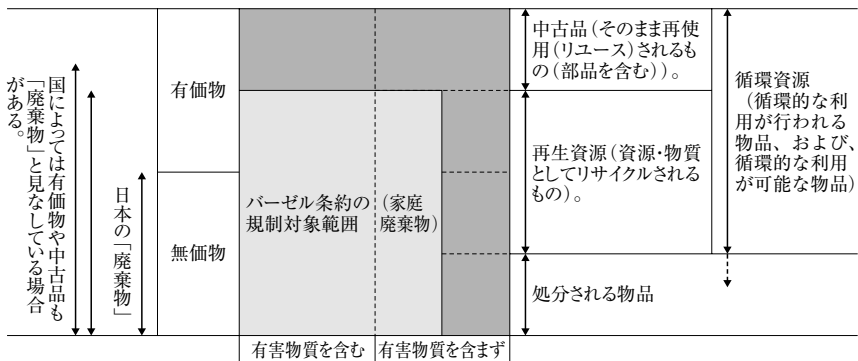 国によっては有価物や中古品も
「廃棄物」と見なしている場合
がある。
日本の「廃棄物」
有価物
無価物
バーゼル条約の
規制対象範囲
(家庭
廃棄物)
有害物質を含む
有害物質を含まず
中古品(そのまま再使
用(リユース)されるも
の(部品を含む))。
再生資源(資源・物質
としてリサイクルされる
もの)。
処分される物品
循環資源
(循環的な利
用が行われる
物品、および、
循環的な利用
が可能な物品)